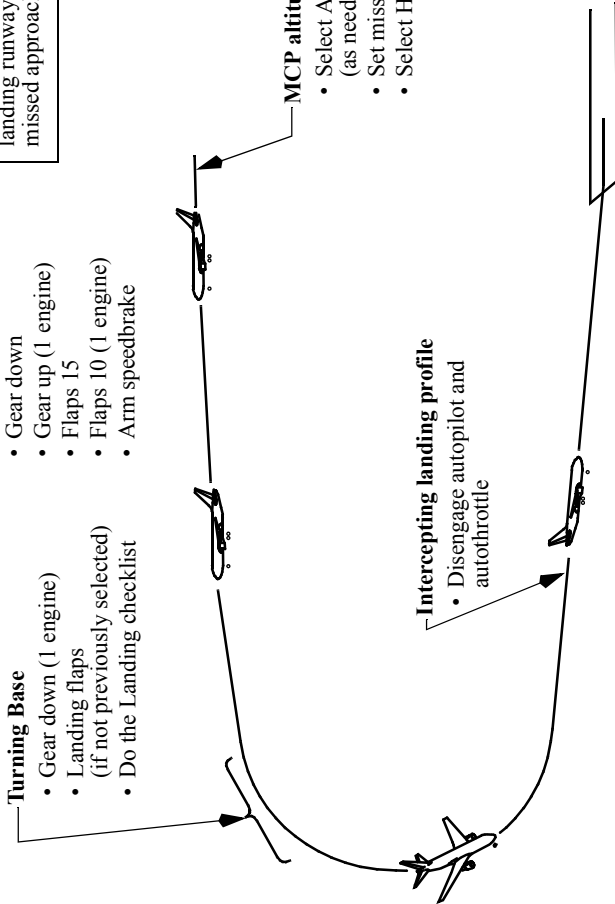 landing runway
missed approac
• Gear down
• Gear up (1 engine)
• Flaps 15
• Flaps 10 (1 engine)
• Arm speedbrake
MCP altitu
• Select A
(as need
• Set miss
• Select H
Turning Base
• Gear down (1 engine)
• Landing flaps
(if not previously selected)
• Do the Landing checklist
Intercepting landing profile
• Disengage autopilot and
autothrottle